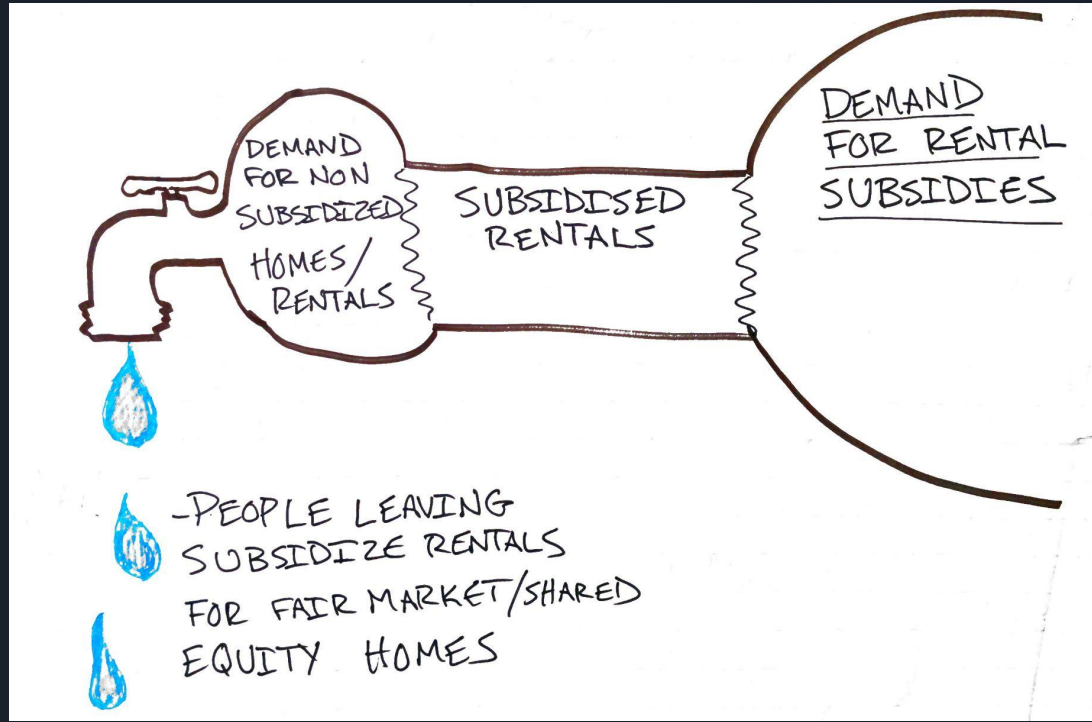 DEMAND
FOR NON
SUBSIDIZED
HOMES/
RENTALS
SUBSIDISED
RENTALS
DEMAND
FOR RENTAL
SUBSIDIES
-PEOPLE LEAVING
SUBSIDIZE RENTALS
FOR FAIR MARKET/SHARED
EQUITY HOMES